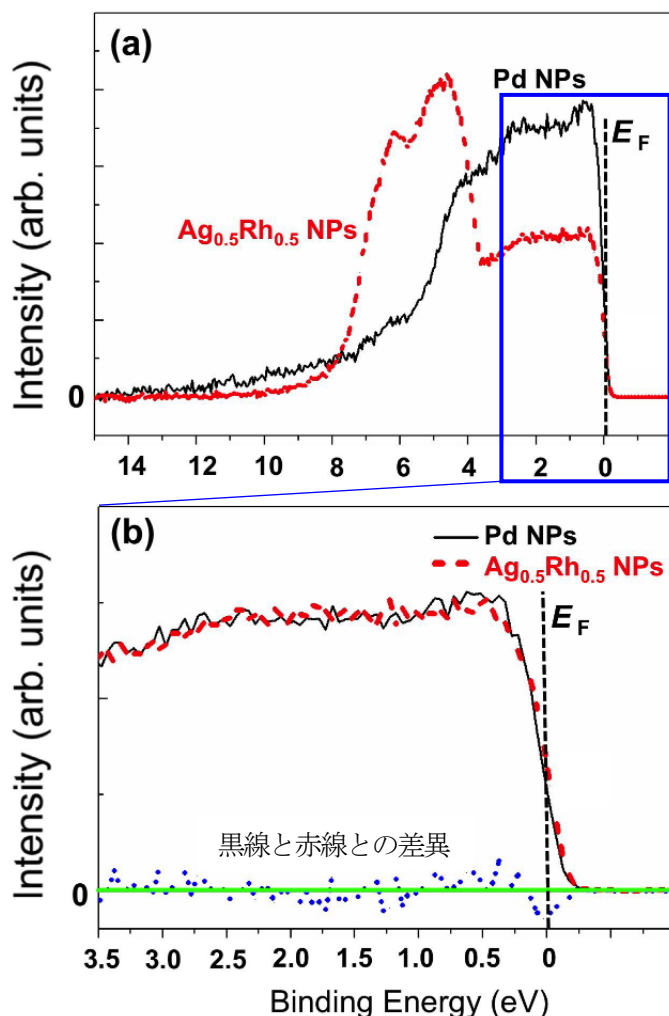 (a)
Pd NPs
E_F
Ag0.5Rh0.5 NPs
Intensity (arb. units)
0
14 12 10 8 6 4 2 0
(b)
Pd NPs
Ag0.5Rh0.5 NPs
E_F
Intensity (arb. units)
黒線と赤線との差異
0
3.5 3.0 2.5 2.0 1.5 1.0 0.5 0
Binding Energy (eV)